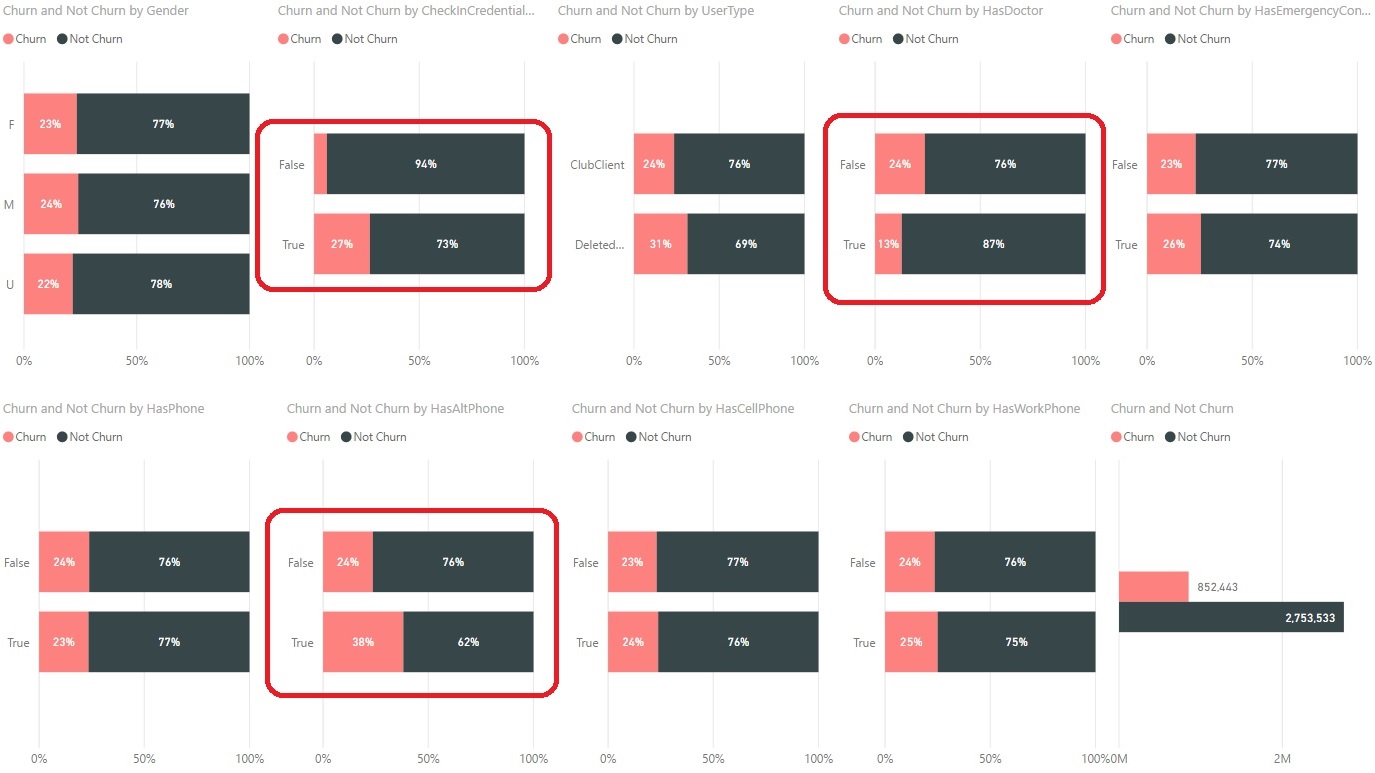 Churn and Not Churn by Gender
Churn Not Churn
F
23% 77%
M
24% 76%
U
22% 78%
0% 50% 100%
Churn and Not Churn by CheckInCredential...
Churn Not Churn
False
94%
True
27% 73%
0% 50% 100%
Churn and Not Churn by UserType
Churn Not Churn
ClubClient
24% 76%
Deleted...
31% 69%
0% 50% 100%
Churn and Not Churn by HasDoctor
Churn Not Churn
False
24% 76%
True
13% 87%
0% 50% 100%
Churn and Not Churn by HasEmergencyCon...
Churn Not Churn
False
23% 77%
True
26% 74%
0% 50% 100%
Churn and Not Churn by HasPhone
Churn Not Churn
False
24% 76%
True
23% 77%
0% 50% 100%
Churn and Not Churn by HasAltPhone
Churn Not Churn
False
24% 76%
True
38% 62%
0% 50% 100%
Churn and Not Churn by HasCellPhone
Churn Not Churn
False
23% 77%
True
24% 76%
0% 50% 100%
Churn and Not Churn by HasWorkPhone
Churn Not Churn
False
24% 76%
True
25% 75%
0% 50% 100%
Churn and Not Churn
Churn Not Churn
852,443
2,753,533
0M 2M